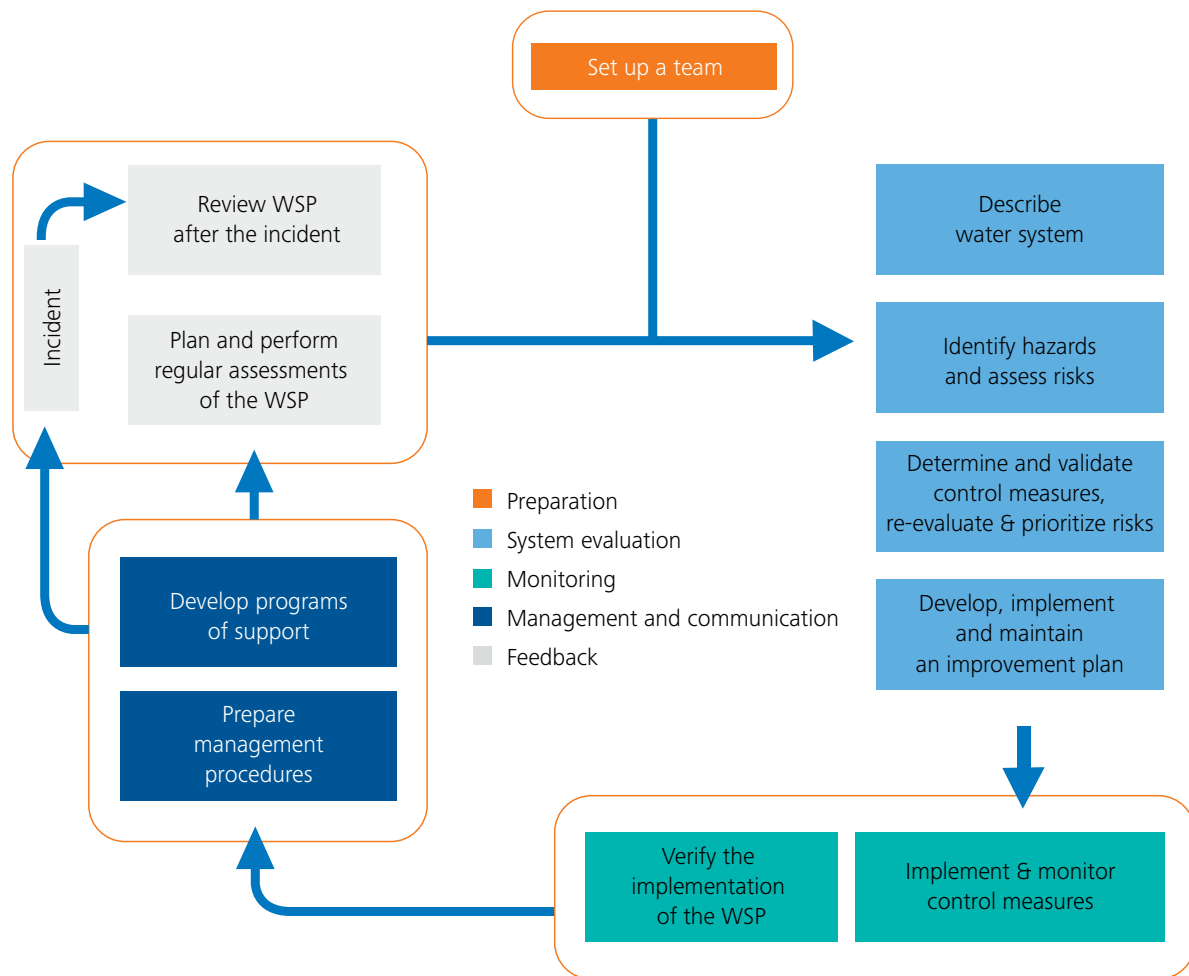 Set up a team
Review WSP
after the incident
Incident
Plan and perform
regular assessments
of the WSP
Describe
water system
Identify hazards
and assess risks
Determine and validate
control measures,
re-evaluate & prioritize risks
Develop, implement
and maintain
an improvement plan
Preparation
System evaluation
Monitoring
Management and communication
Feedback
Develop programs
of support
Prepare
management
procedures
Verify the
implementation
of the WSP
Implement & monitor
control measures